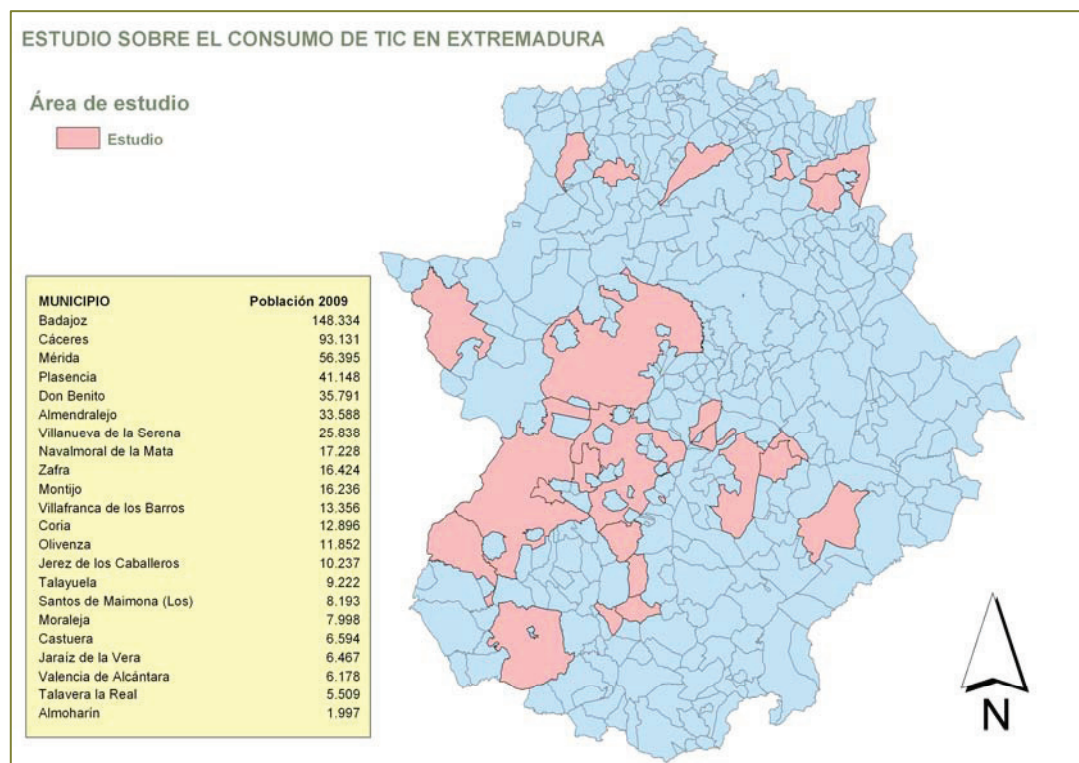 ESTUDIO SOBRE EL CONSUMO DE TIC EN EXTREMADURA
Área de estudio
Estudio
MUNICIPIO Población 2009
Badajoz 148.334
Cáceres 93.131
Mérida 56.395
Plasencia 41.148
Don Benito 35.791
Almendralejo 33.588
Villanueva de la Serena 25.838
Navalmoral de la Mata 17.228
Zafra 16.424
Montijo 16.236
Villafranca de los Barros 13.356
Coria 12.896
Olivenza 11.852
Jerez de los Caballeros 10.237
Talayuela 9.222
Santos de Maimona (Los) 8.193
Moraleja 7.998
Castuera 6.594
Jaraíz de la Vera 6.467
Valencia de Alcántara 6.178
Talavera la Real 5.509
Almoharín 1.997
N